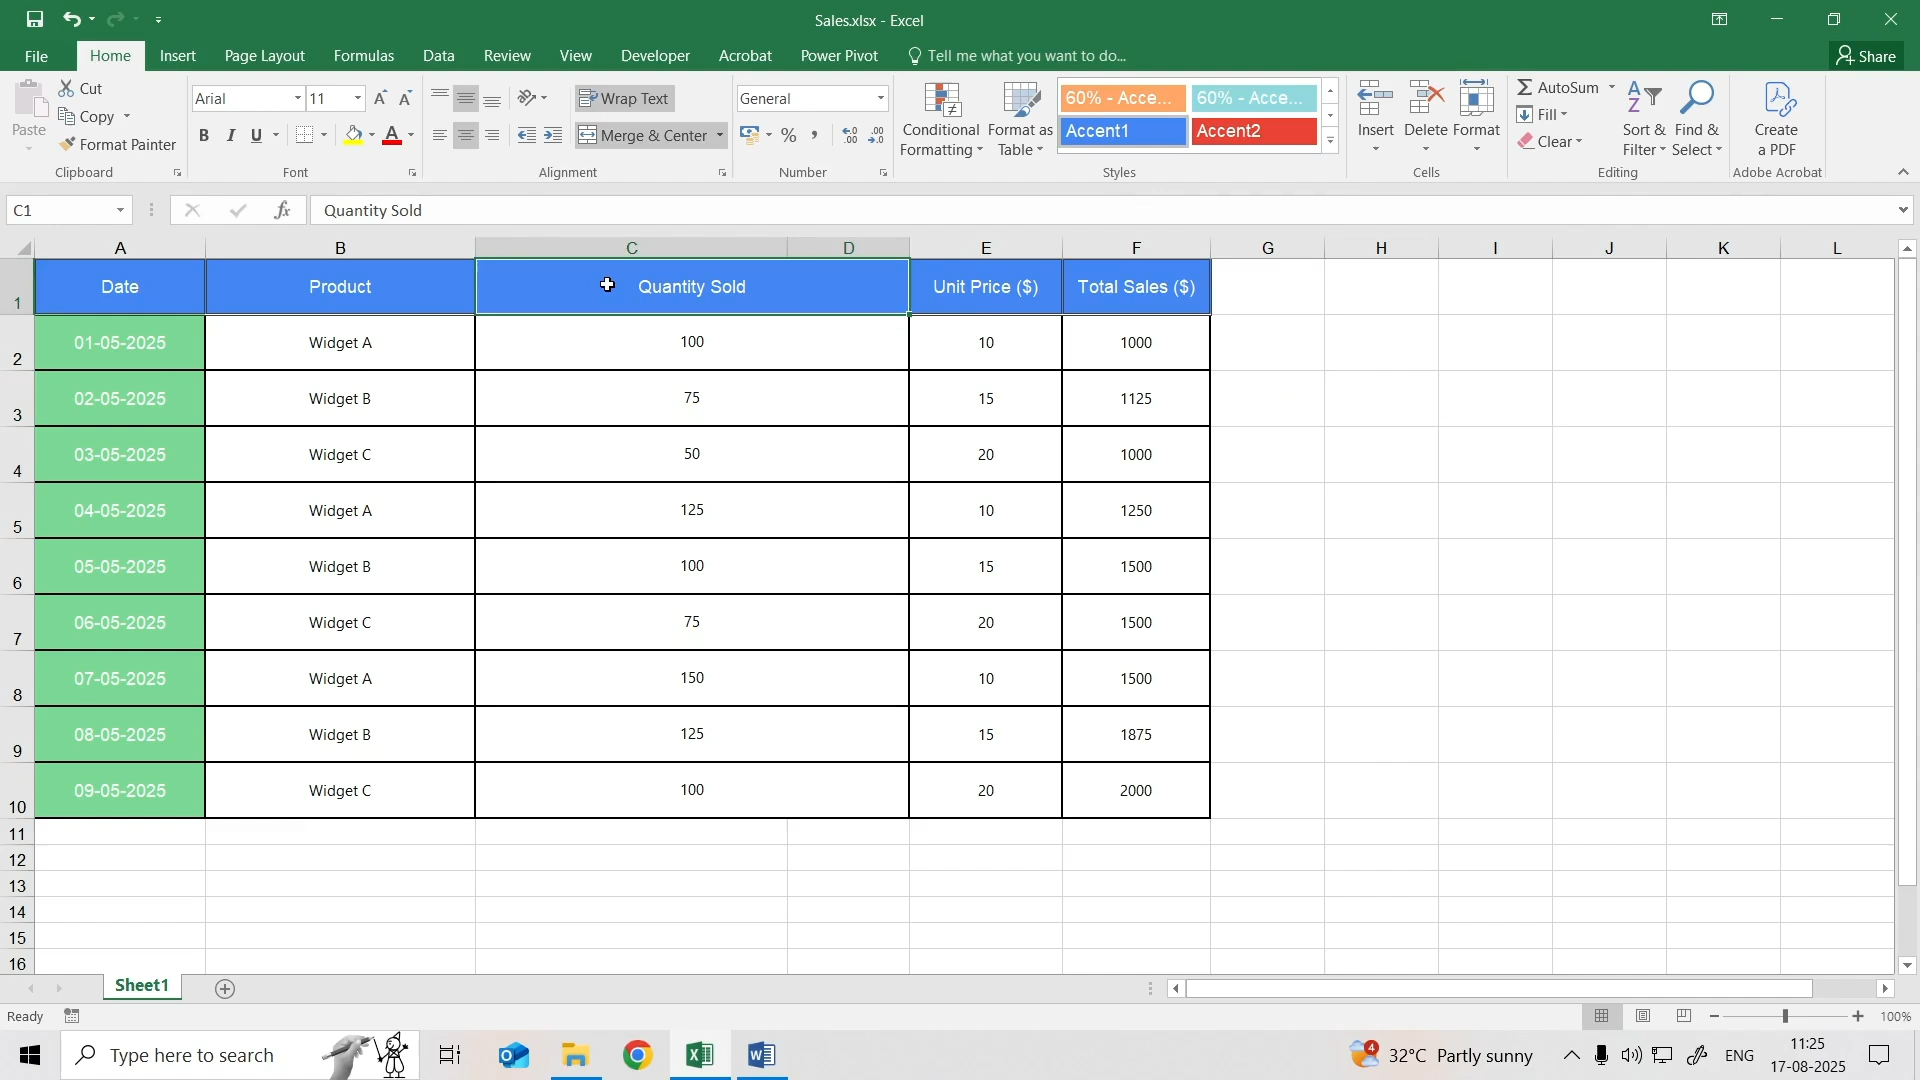 Sales.xlsx - Excel
File Home Insert Page Layout Formulas Data Review View Developer Acrobat Power Pivot Tell me what you want to do... Share
Paste
Cut
Copy
Format Painter
Clipboard
Arial 11
B I U
Font
Wrap Text
Merge & Center
Alignment
General
% ,
Number
Conditional Formatting
Format as Table
60% - Acce... 60% - Acce...
Accent1 Accent2
Styles
Insert Delete Format
Cells
AutoSum
Fill
Clear
Sort & Filter
Find & Select
Editing
Create a PDF
Adobe Acrobat
C1 fx Quantity Sold
A B C D E F G H I J K L
1 Date Product Quantity Sold Unit Price ($) Total Sales ($)
2 01-05-2025 Widget A 100 10 1000
3 02-05-2025 Widget B 75 15 1125
4 03-05-2025 Widget C 50 20 1000
5 04-05-2025 Widget A 125 10 1250
6 05-05-2025 Widget B 100 15 1500
7 06-05-2025 Widget C 75 20 1500
8 07-05-2025 Widget A 150 10 1500
9 08-05-2025 Widget B 125 15 1875
10 09-05-2025 Widget C 100 20 2000
11
12
13
14
15
16
Sheet1
Ready 100%
Type here to search 4 32°C Partly sunny ENG 11:25
17-08-2025